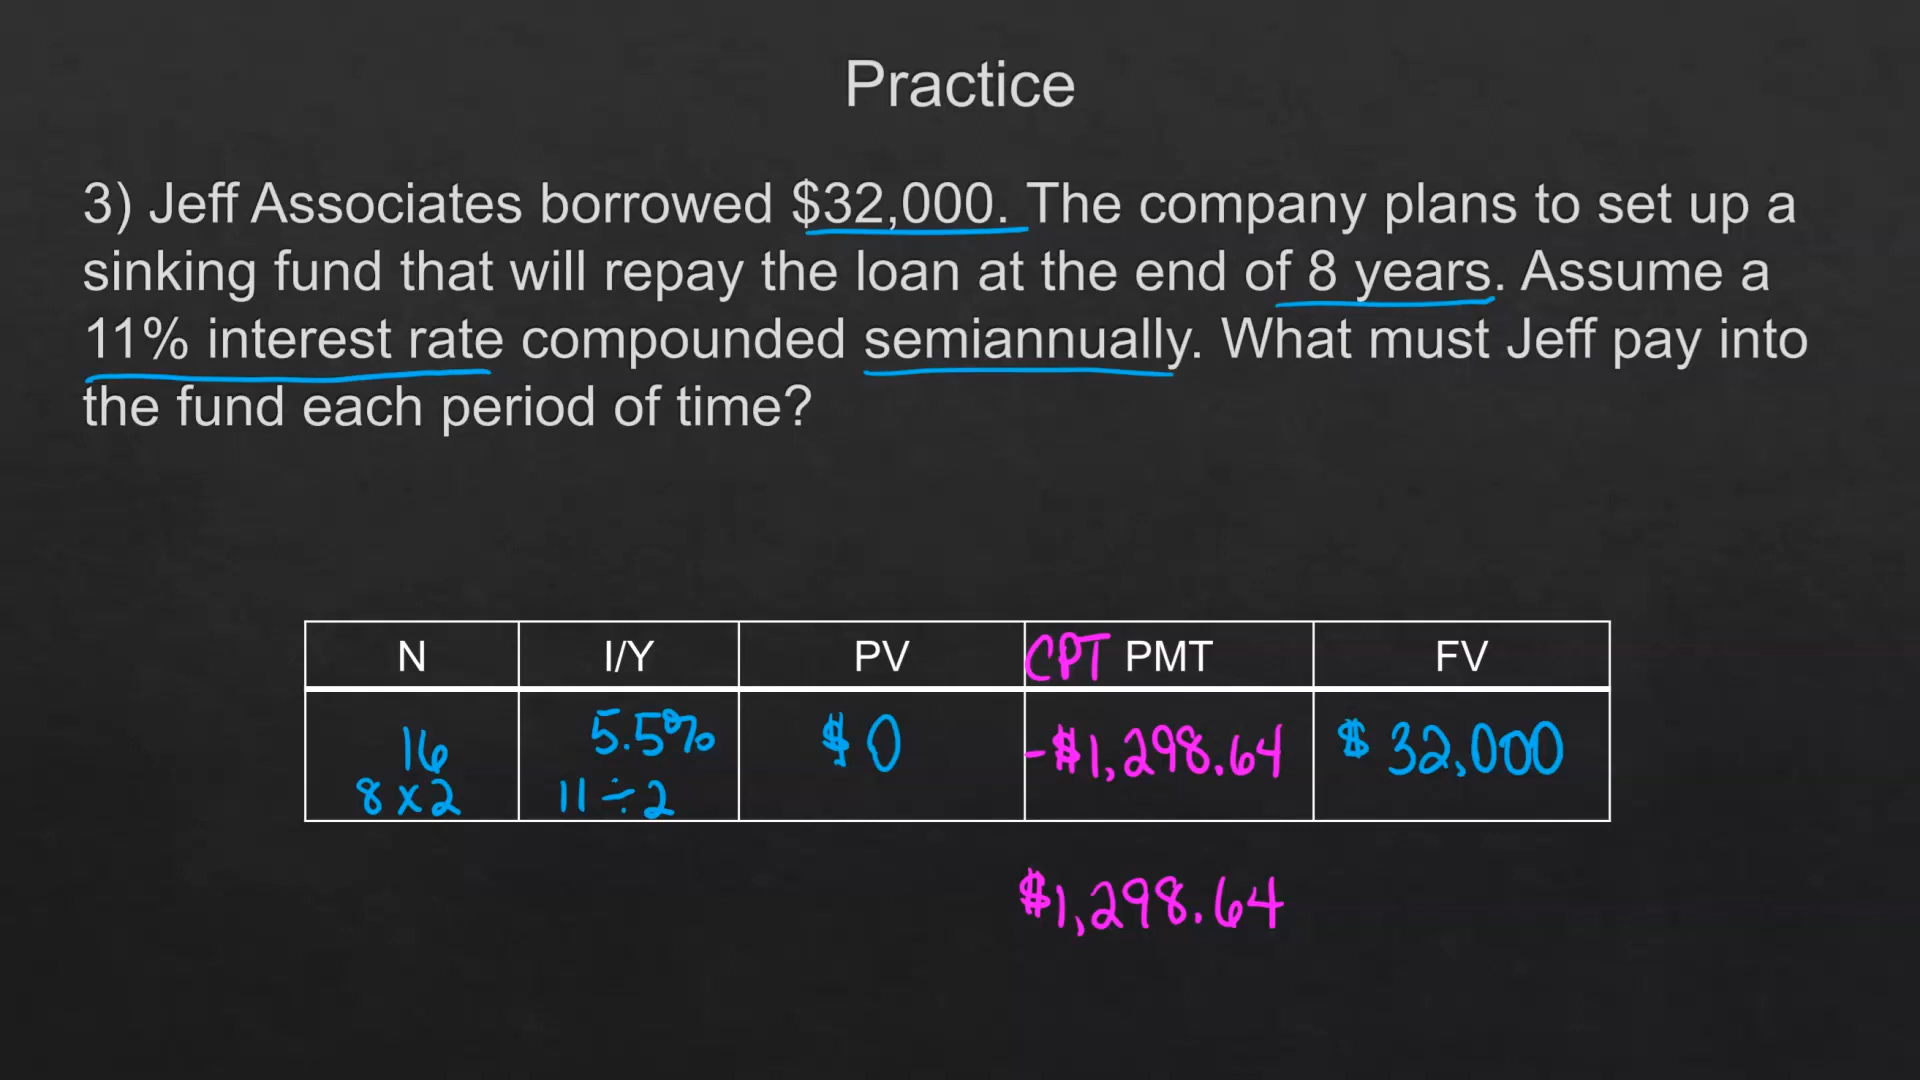 Practice
3) Jeff Associates borrowed $32,000. The company plans to set up a
sinking fund that will repay the loan at the end of 8 years. Assume a
11% interest rate compounded semiannually. What must Jeff pay into
the fund each period of time?
N I/Y PV CPT PMT FV
16 5.5% $0 -$1,298.64 $32,000
8 x 2 11 ÷ 2
$1,298.64